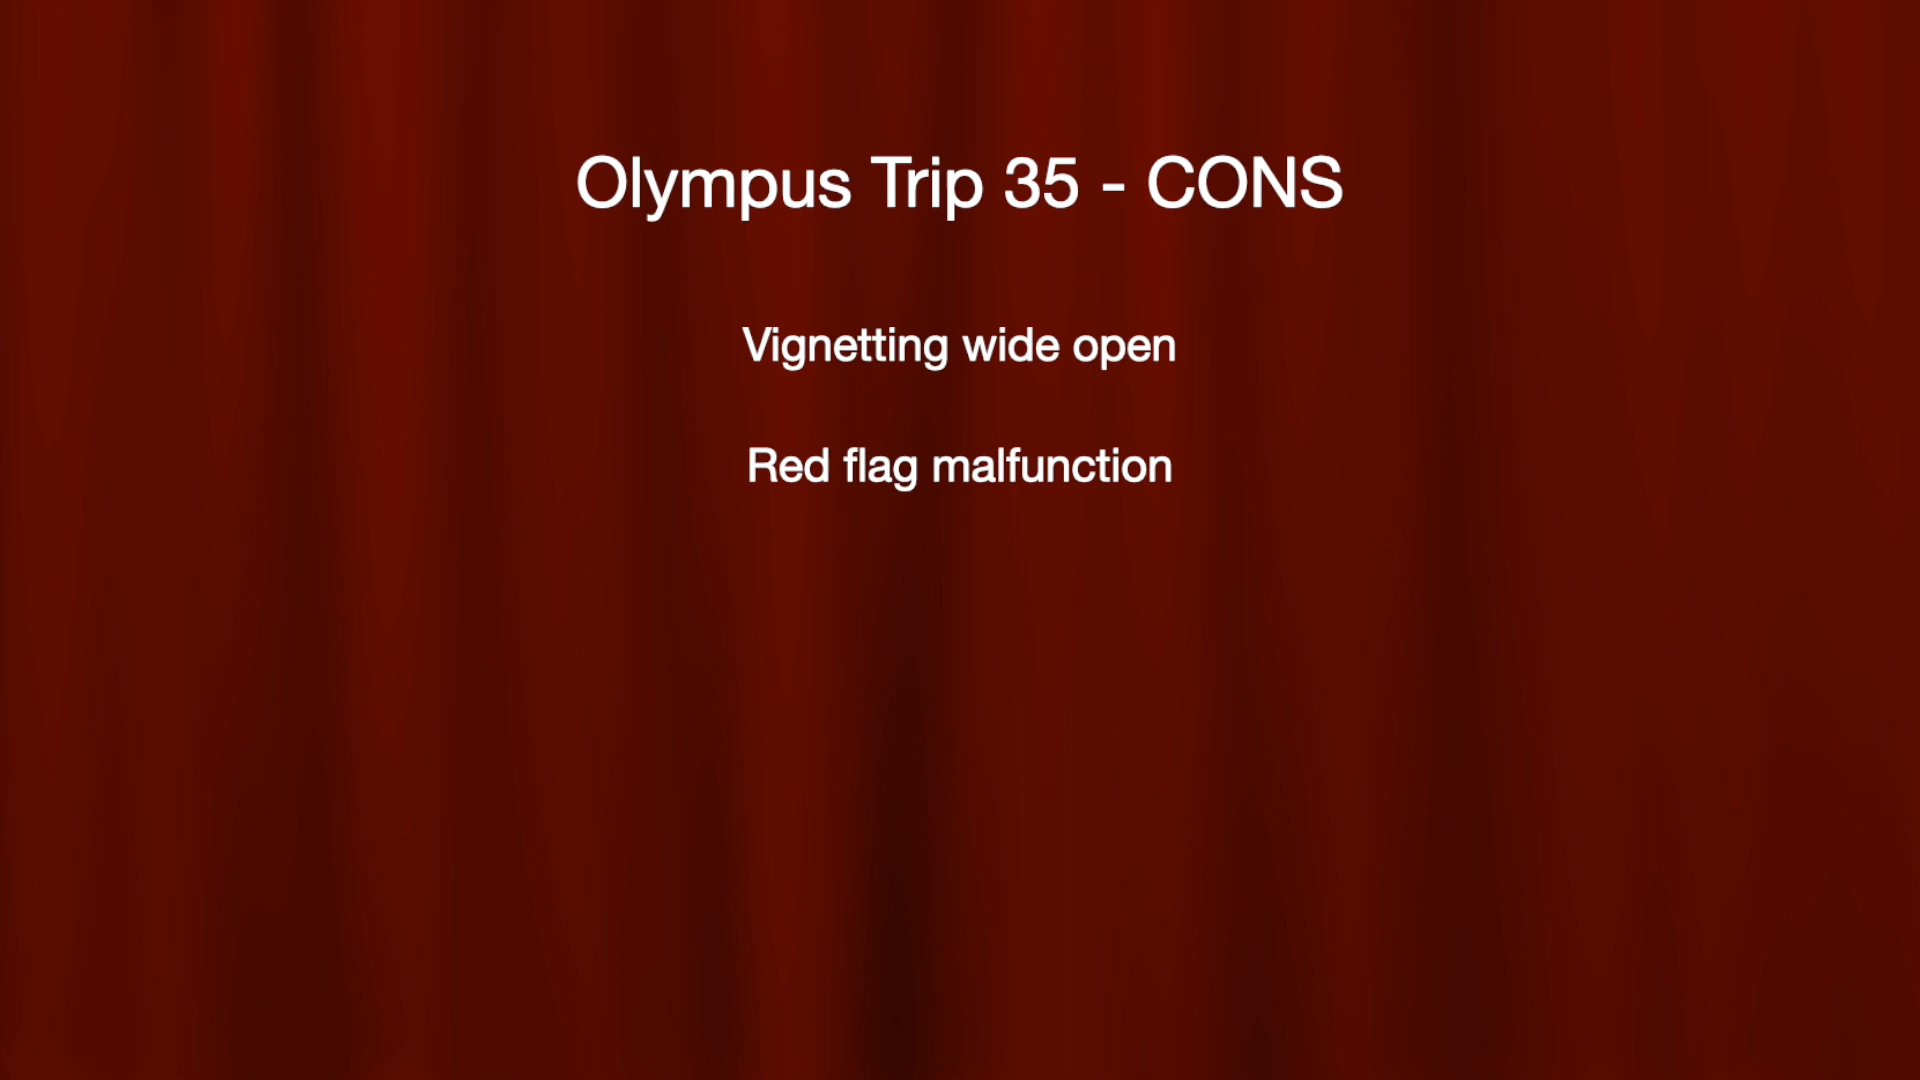 Olympus Trip 35 - CONS
Vignetting wide open
Red flag malfunction